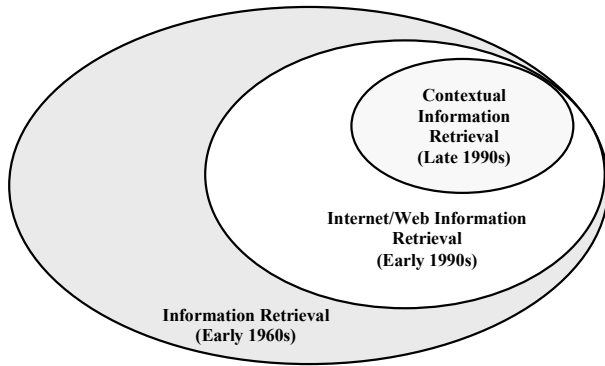 Contextual
Information
Retrieval
(Late 1990s)
Internet/Web Information
Retrieval
(Early 1990s)
Information Retrieval
(Early 1960s)